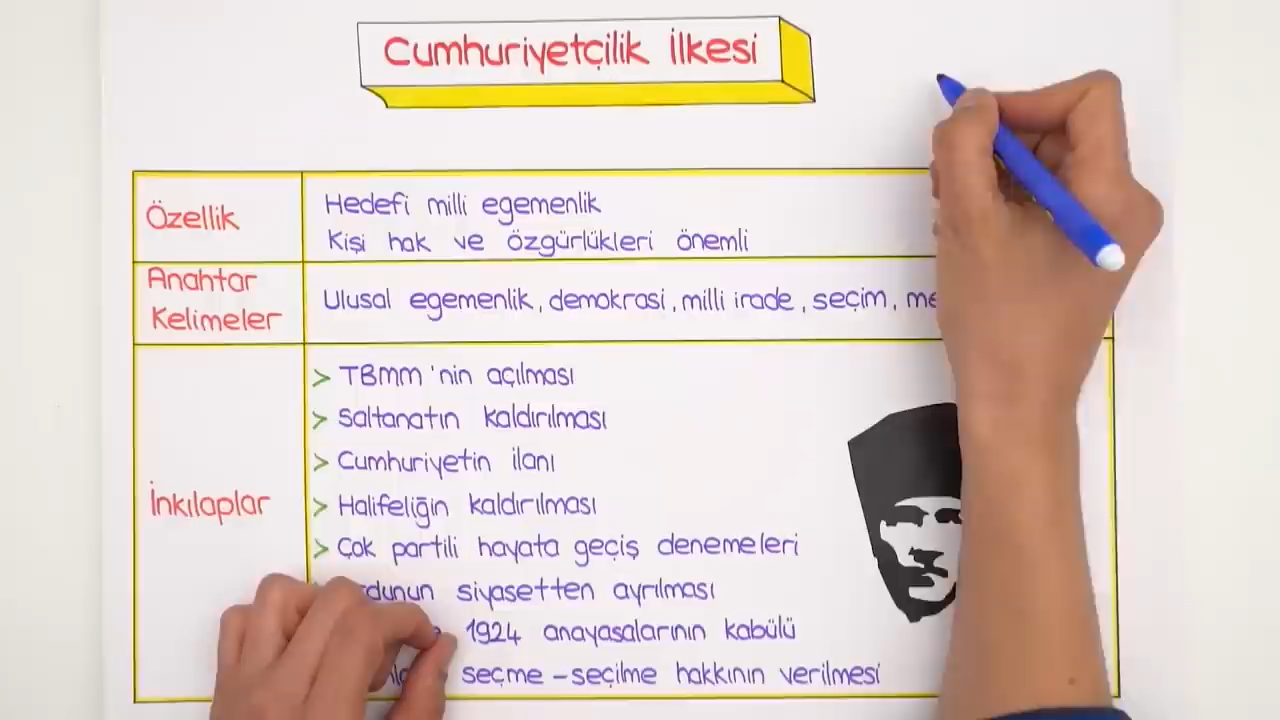 Cumhuriyetçilik İlkesi
Özellik
Hedefi milli egemenlik
Kişi hak ve özgürlükleri önemli
Anahtar
Kelimeler
Ulusal egemenlik, demokrasi, milli irade, seçim,
İnkılaplar
> TBMM'nin açılması
> Saltanatın kaldırılması
> Cumhuriyetin ilanı
> Halifeliğin kaldırılması
> Çok partili hayata geçiş denemeleri
siyasetten ayrılması
1924 anayasalarının kabülü
seçme - seçilme hakkının verilmesi